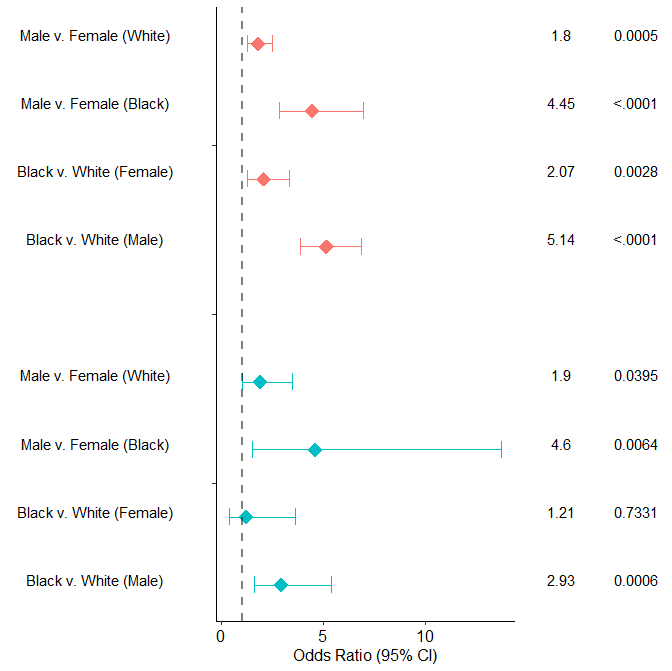 Male v. Female (White) 1.8 0.0005
Male v. Female (Black) 4.45 <.0001
Black v. White (Female) 2.07 0.0028
Black v. White (Male) 5.14 <.0001
Male v. Female (White) 1.9 0.0395
Male v. Female (Black) 4.6 0.0064
Black v. White (Female) 1.21 0.7331
Black v. White (Male) 2.93 0.0006
0 5 10
Odds Ratio (95% CI)